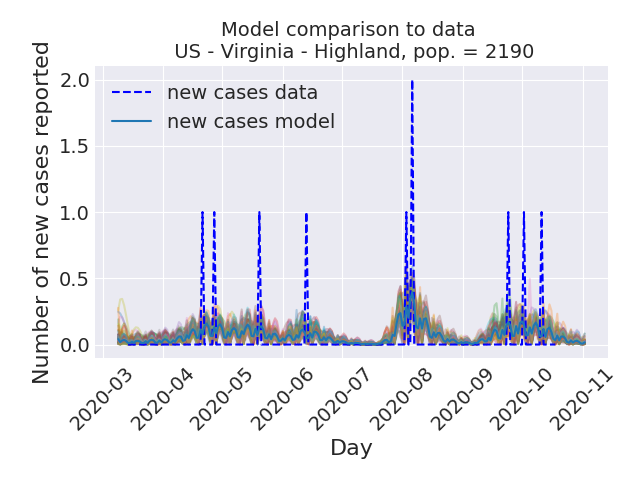 Model comparison to data
US - Virginia - Highland, pop. = 2190
Number of new cases reported
2.0
1.5
1.0
0.5
0.0
new cases data
new cases model
2020-03
2020-04
2020-05
2020-06
2020-07
2020-08
2020-09
2020-10
2020-11
Day